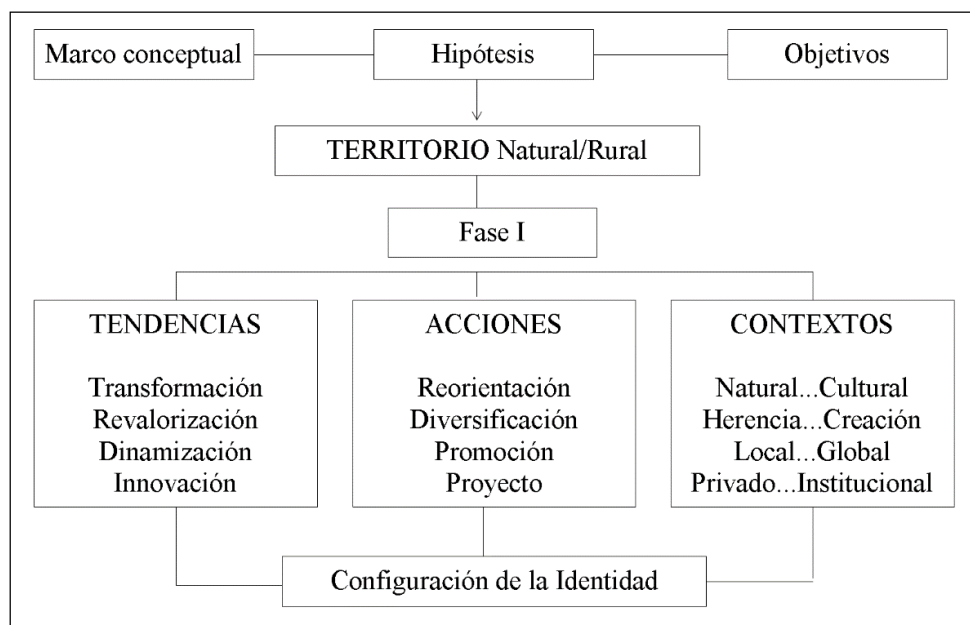 Marco conceptual
Hipótesis
Objetivos
TERRITORIO Natural/Rural
Fase I
TENDENCIAS
Transformación
Revalorización
Dinamización
Innovación
ACCIONES
Reorientación
Diversificación
Promoción
Proyecto
CONTEXTOS
Natural...Cultural
Herencia...Creación
Local...Global
Privado...Institucional
Configuración de la Identidad